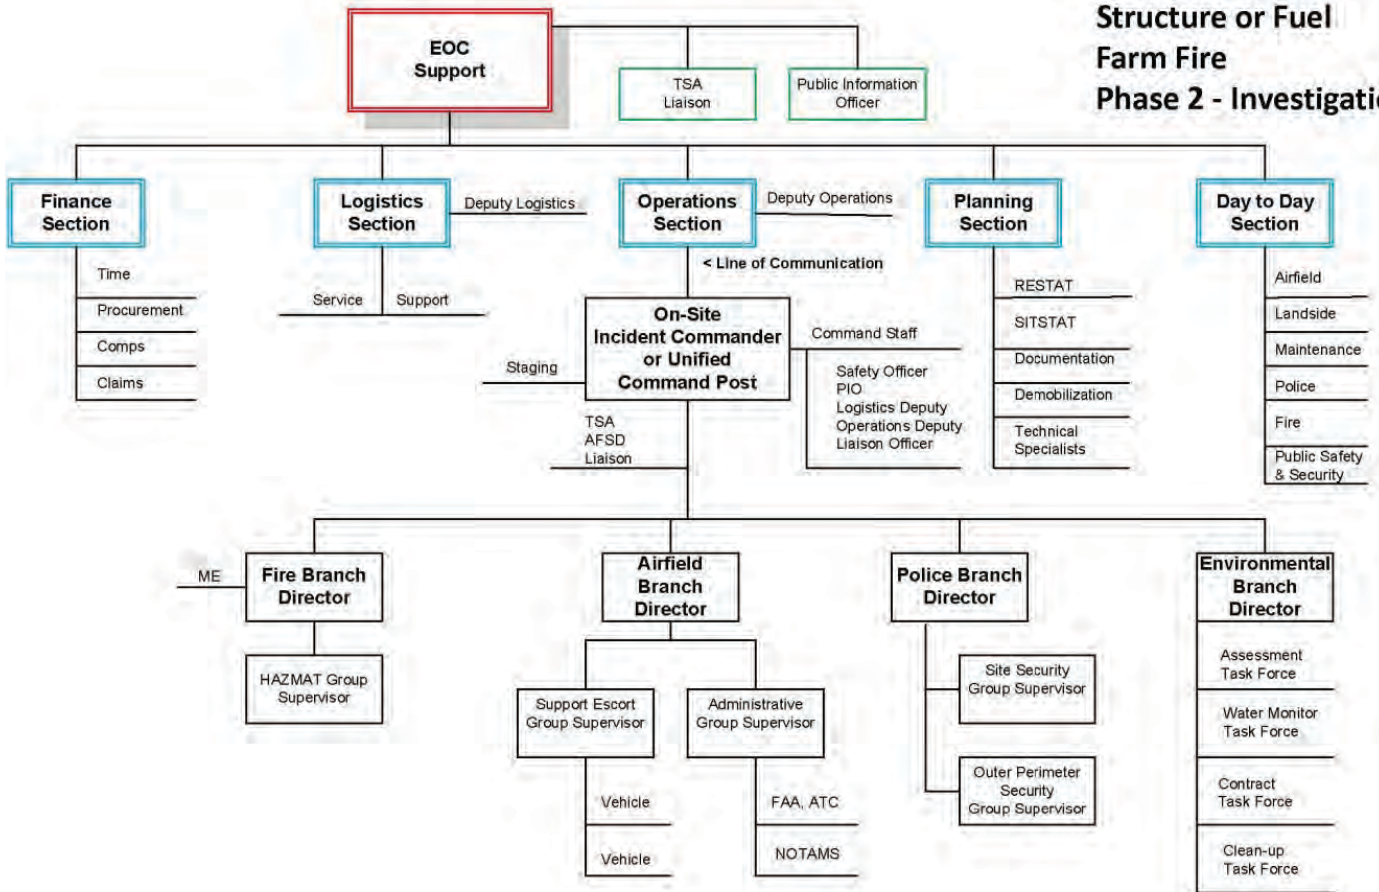 Structure or Fuel
Farm Fire
Phase 2 - Investigatio
EOC
Support
TSA
Liaison
Public Information
Officer
Finance
Section
Logistics
Section
Deputy Logistics
Operations
Section
Deputy Operations
Planning
Section
Day to Day
Section
Time
Procurement
Comps
Claims
Service
Support
< Line of Communication
On-Site
Incident Commander
or Unified
Command Post
Staging
TSA
AFSD
Liaison
Command Staff
Safety Officer
PIO
Logistics Deputy
Operations Deputy
Liaison Officer
RESTAT
SITSTAT
Documentation
Demobilization
Technical
Specialists
Airfield
Landside
Maintenance
Police
Fire
Public Safety
& Security
ME
Fire Branch
Director
Airfield
Branch
Director
Police Branch
Director
Environmental
Branch
Director
HAZMAT Group
Supervisor
Support Escort
Group Supervisor
Administrative
Group Supervisor
Site Security
Group Supervisor
Outer Perimeter
Security
Group Supervisor
Vehicle
Vehicle
FAA, ATC
NOTAMS
Assessment
Task Force
Water Monitor
Task Force
Contract
Task Force
Clean-up
Task Force